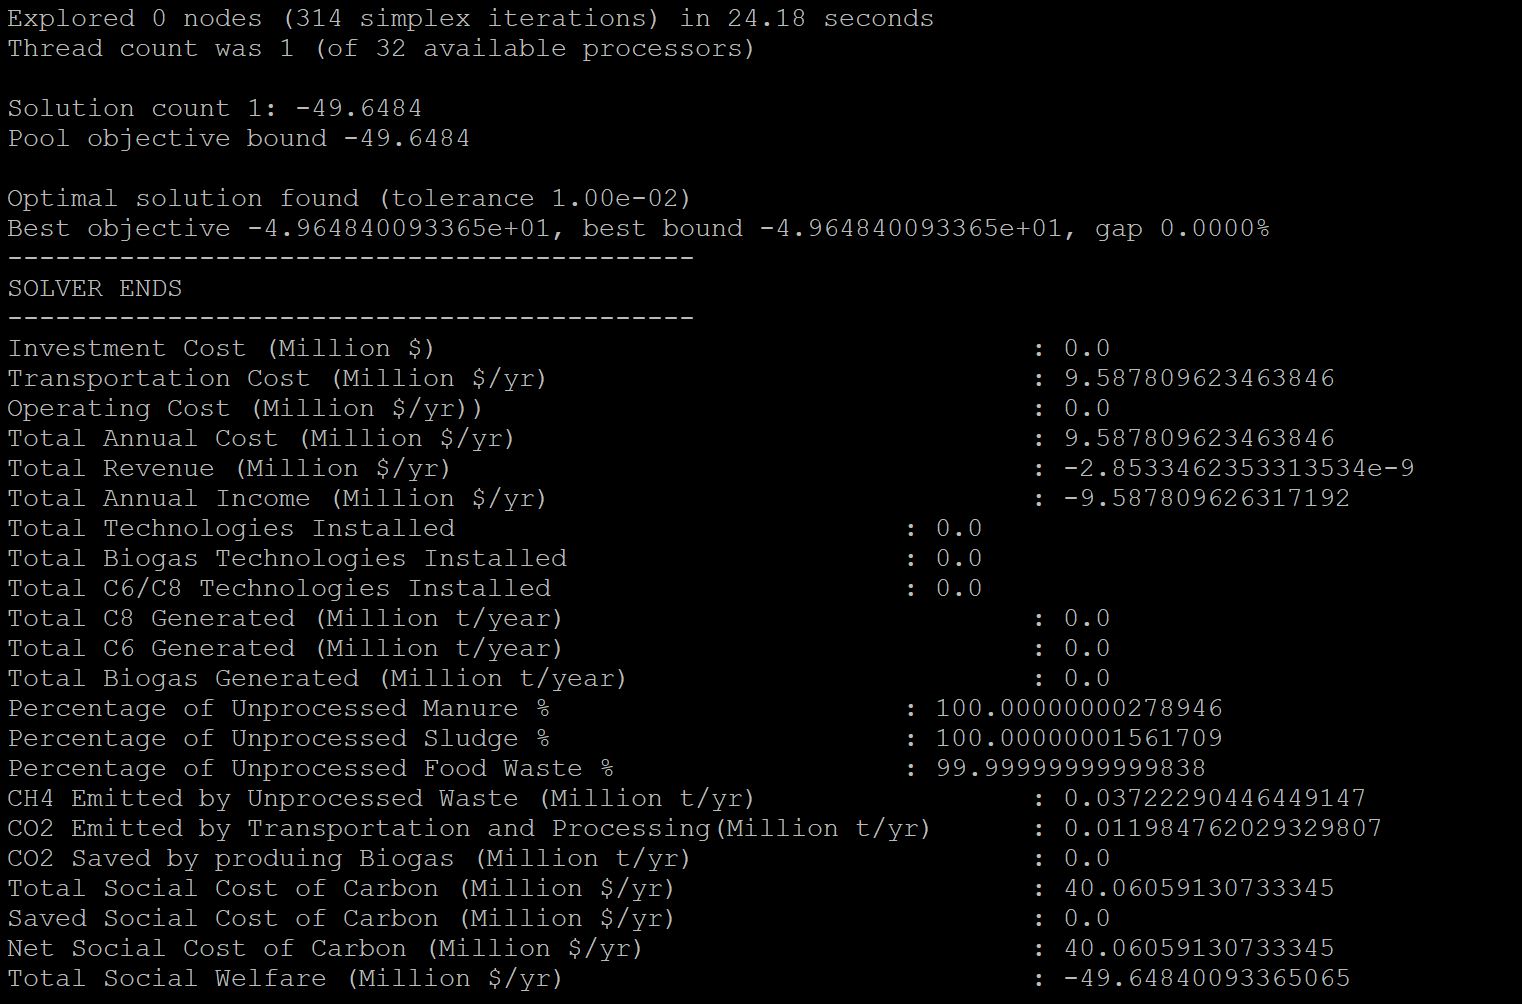 Explored 0 nodes (314 simplex iterations) in 24.18 seconds
Thread count was 1 (of 32 available processors)
Solution count 1: -49.6484
Pool objective bound -49.6484
Optimal solution found (tolerance 1.00e-02)
Best objective -4.964840093365e+01, best bound -4.964840093365e+01, gap 0.0000%
-------------------------------------------
SOLVER ENDS
-------------------------------------------
Investment Cost (Million $) : 0.0
Transportation Cost (Million $/yr) : 9.587809623463846
Operating Cost (Million $/yr)) : 0.0
Total Annual Cost (Million $/yr) : 9.587809623463846
Total Revenue (Million $/yr) : -2.8533462353313534e-9
Total Annual Income (Million $/yr) : -9.587809626317192
Total Technologies Installed : 0.0
Total Biogas Technologies Installed : 0.0
Total C6/C8 Technologies Installed : 0.0
Total C8 Generated (Million t/year) : 0.0
Total C6 Generated (Million t/year) : 0.0
Total Biogas Generated (Million t/year) : 0.0
Percentage of Unprocessed Manure % : 100.00000000278946
Percentage of Unprocessed Sludge % : 100.00000001561709
Percentage of Unprocessed Food Waste % : 99.99999999999838
CH4 Emitted by Unprocessed Waste (Million t/yr) : 0.03722290446449147
CO2 Emitted by Transportation and Processing(Million t/yr) : 0.011984762029329807
CO2 Saved by produing Biogas (Million t/yr) : 0.0
Total Social Cost of Carbon (Million $/yr) : 40.06059130733345
Saved Social Cost of Carbon (Million $/yr) : 0.0
Net Social Cost of Carbon (Million $/yr) : 40.06059130733345
Total Social Welfare (Million $/yr) : -49.64840093365065